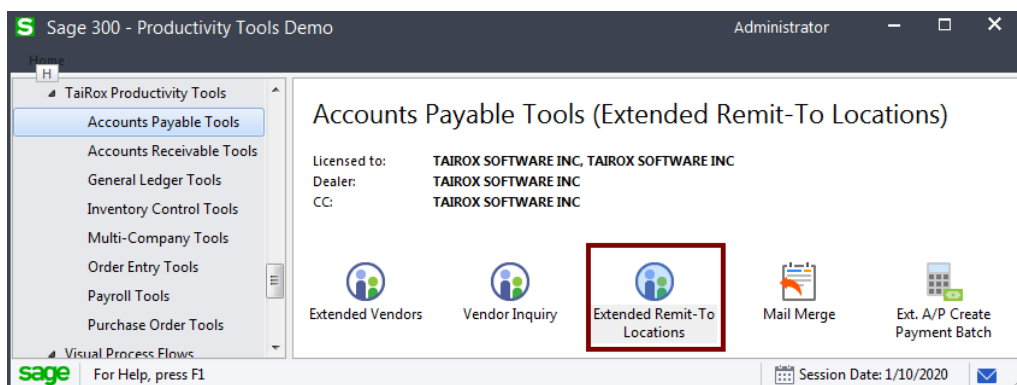 S Sage 300 - Productivity Tools Demo
Administrator
Home
H
TaiRox Productivity Tools
Accounts Payable Tools
Accounts Receivable Tools
General Ledger Tools
Inventory Control Tools
Multi-Company Tools
Order Entry Tools
Payroll Tools
Purchase Order Tools
Visual Process Flows
Accounts Payable Tools (Extended Remit-To Locations)
Licensed to: TAIROX SOFTWARE INC, TAIROX SOFTWARE INC
Dealer: TAIROX SOFTWARE INC
CC: TAIROX SOFTWARE INC
Extended Vendors
Vendor Inquiry
Extended Remit-To
Locations
Mail Merge
Ext. A/P Create
Payment Batch
sage For Help, press F1
Session Date: 1/10/2020